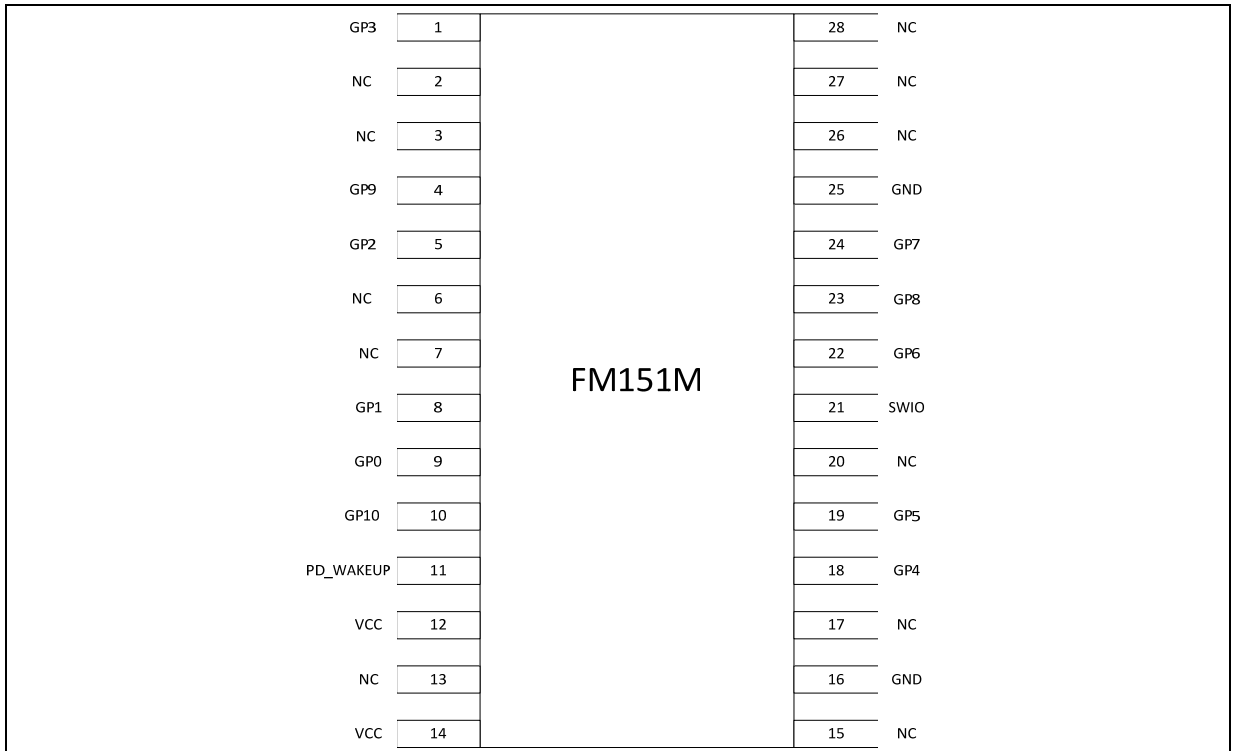 GP3 1 28 NC
NC 2 27 NC
NC 3 26 NC
GP9 4 25 GND
GP2 5 24 GP7
NC 6 23 GP8
NC 7 22 GP6
FM151M
GP1 8 21 SWIO
GP0 9 20 NC
GP10 10 19 GP5
PD_WAKEUP 11 18 GP4
VCC 12 17 NC
NC 13 16 GND
VCC 14 15 NC